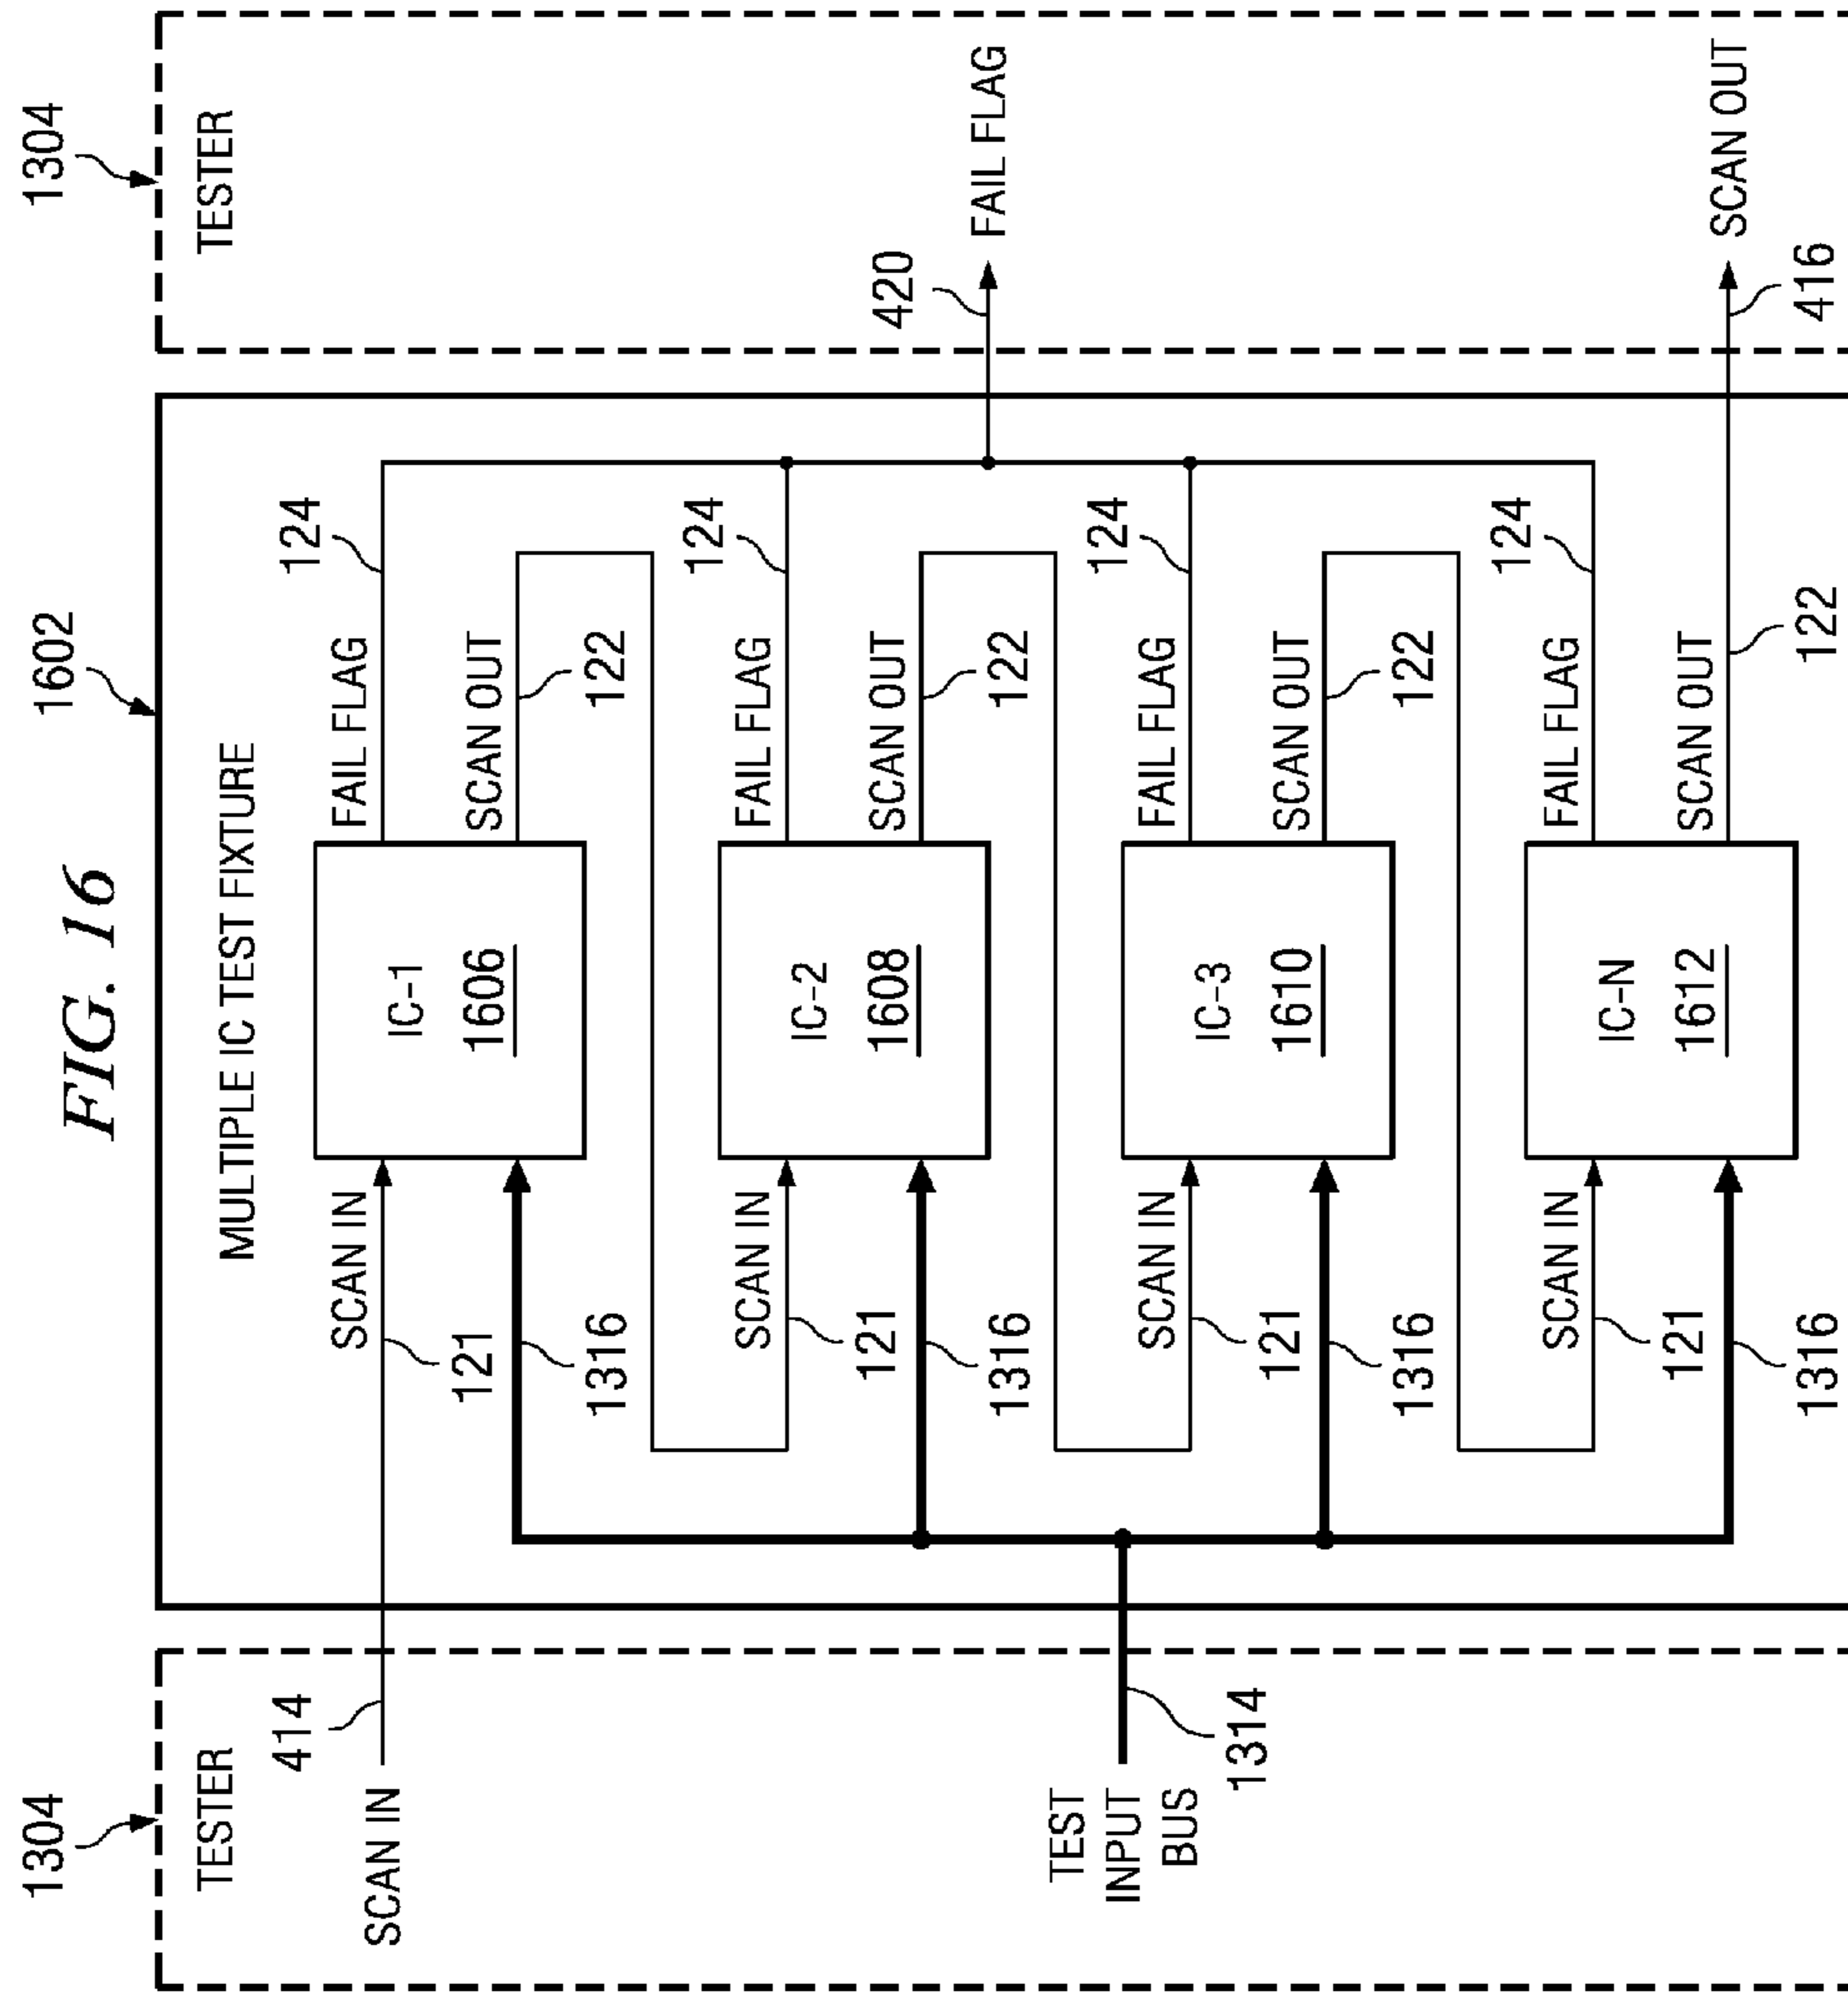 FIG. 16
1304
1602
1304
TESTER
MULTIPLE IC TEST FIXTURE
TESTER
414
SCAN IN
SCAN IN
121
1316
IC-1
1606
FAIL FLAG
124
SCAN OUT
122
SCAN IN
121
1316
IC-2
1608
FAIL FLAG
124
SCAN OUT
122
420
FAIL FLAG
TEST
INPUT
BUS
1314
SCAN IN
121
1316
IC-3
1610
FAIL FLAG
124
SCAN OUT
122
SCAN IN
121
1316
IC-N
1612
FAIL FLAG
124
SCAN OUT
122
SCAN OUT
416